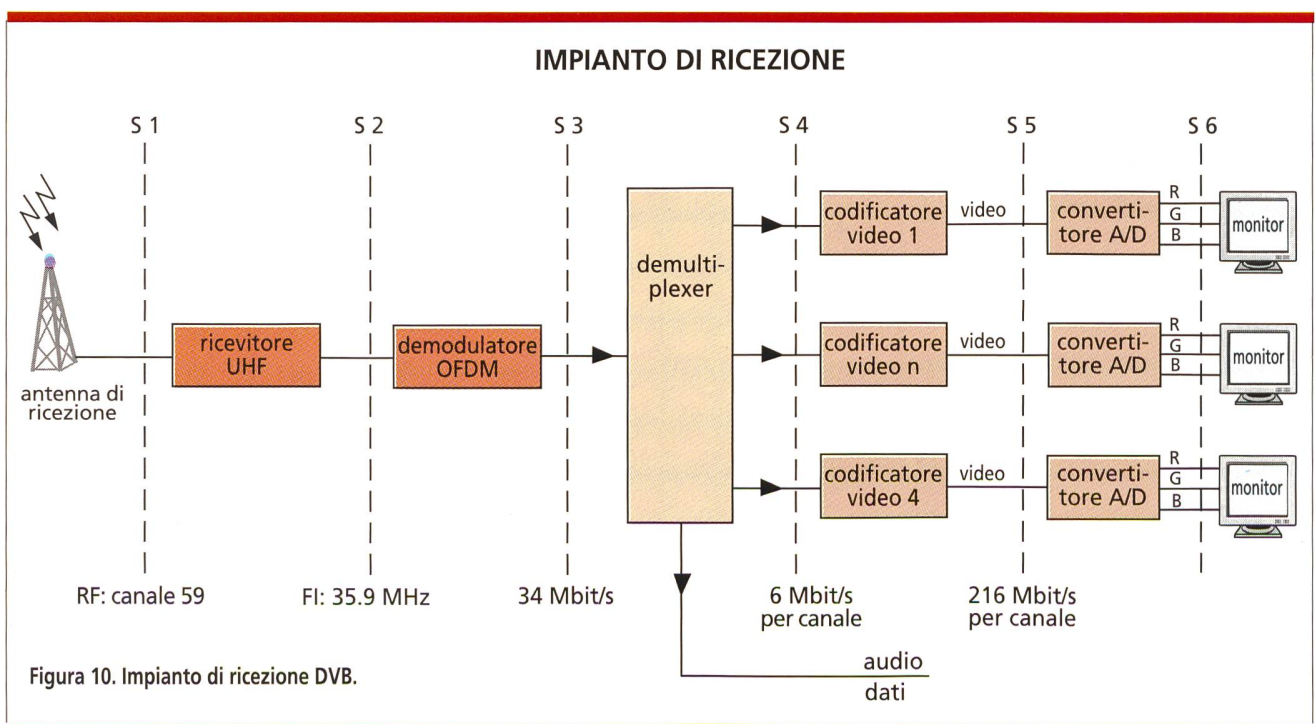 IMPIANTO DI RICEZIONE
S 1
S 2
S 3
S 4
S 5
S 6
antenna di
ricezione
ricevitore
UHF
demodulatore
OFDM
demulti-
plexer
codificatore
video 1
video
converti-
tore A/D
R
G
B
monitor
codificatore
video n
video
converti-
tore A/D
R
G
B
monitor
codificatore
video 4
video
converti-
tore A/D
R
G
B
monitor
RF: canale 59
FI: 35.9 MHz
34 Mbit/s
6 Mbit/s
per canale
216 Mbit/s
per canale
audio
dati
Figura 10. Impianto di ricezione DVB.